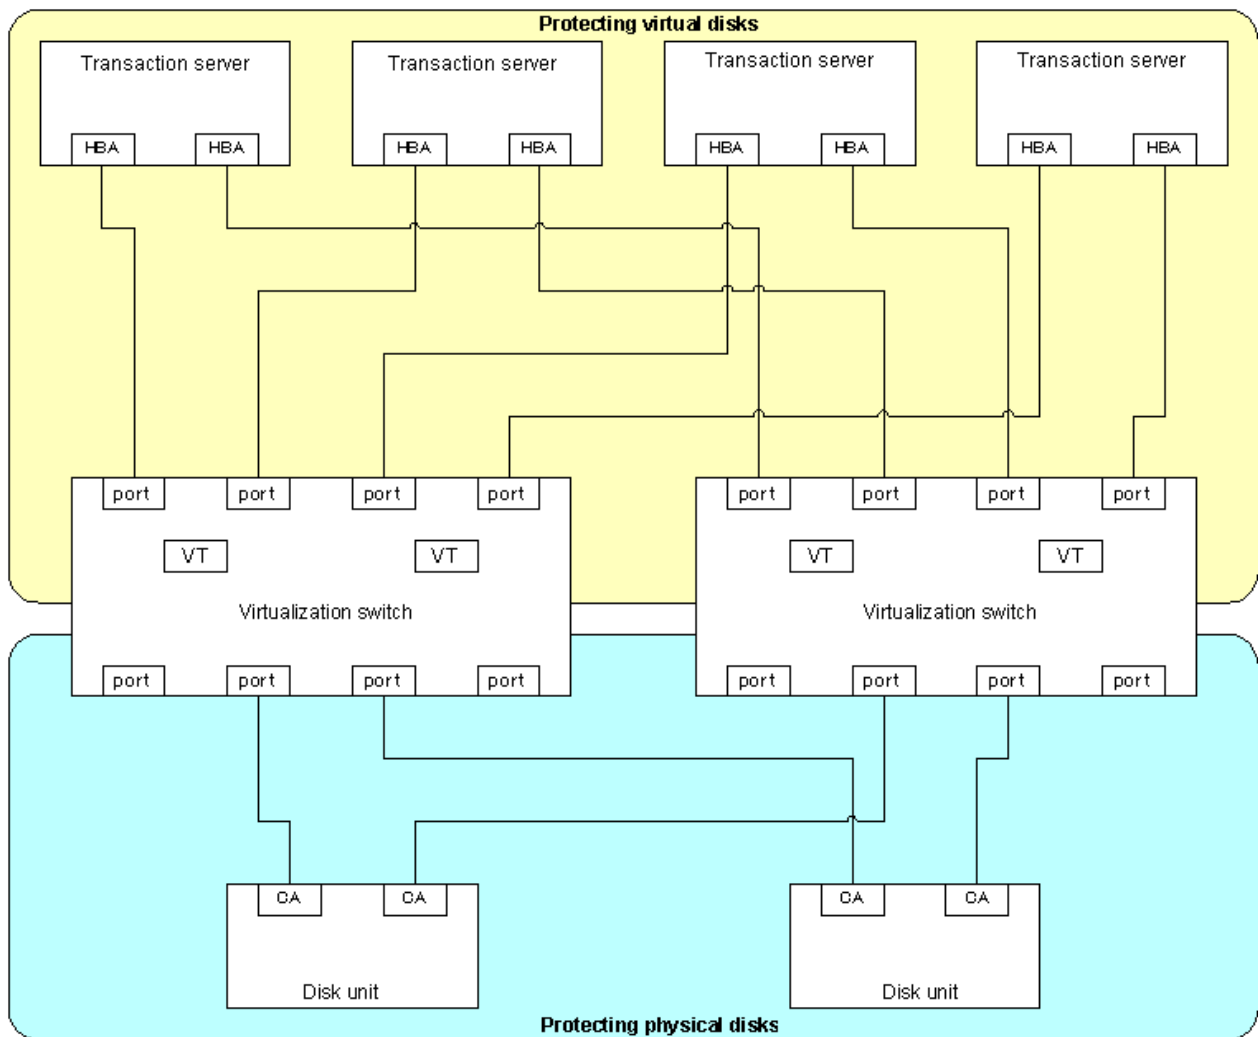 Protecting virtual disks
Transaction server
Transaction server
Transaction server
Transaction server
HBA
HBA
HBA
HBA
HBA
HBA
HBA
HBA
port
port
port
port
port
port
port
port
VT
VT
VT
VT
Virtualization switch
Virtualization switch
port
port
port
port
port
port
port
port
CA
CA
CA
CA
Disk unit
Disk unit
Protecting physical disks